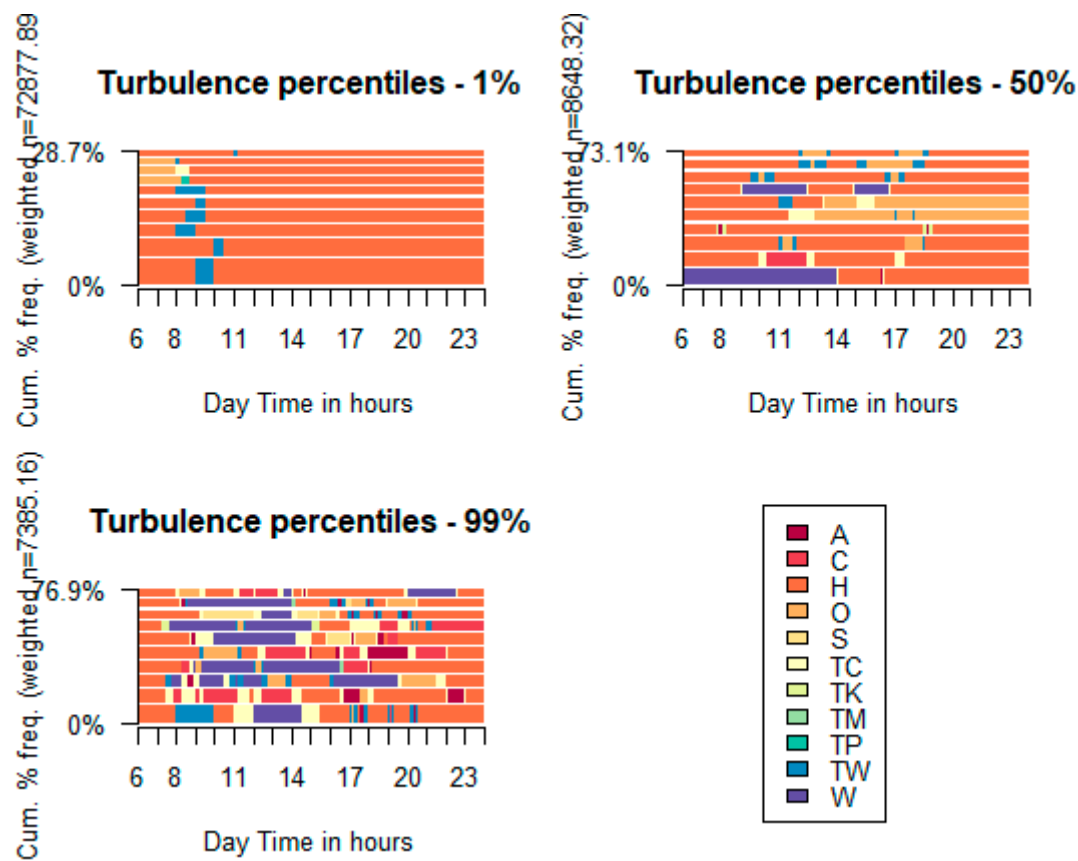 Turbulence percentiles - 1%
Cum. % freq. (weighted n=72877.89
28.7%
0%
6 8 11 14 17 20 23
Day Time in hours
Turbulence percentiles - 50%
Cum. % freq. (weighted n=8648.32)
73.1%
0%
6 8 11 14 17 20 23
Day Time in hours
Turbulence percentiles - 99%
Cum. % freq. (weighted n=7385.16)
76.9%
0%
6 8 11 14 17 20 23
Day Time in hours
A
C
H
O
S
TC
TK
TM
TP
TW
W